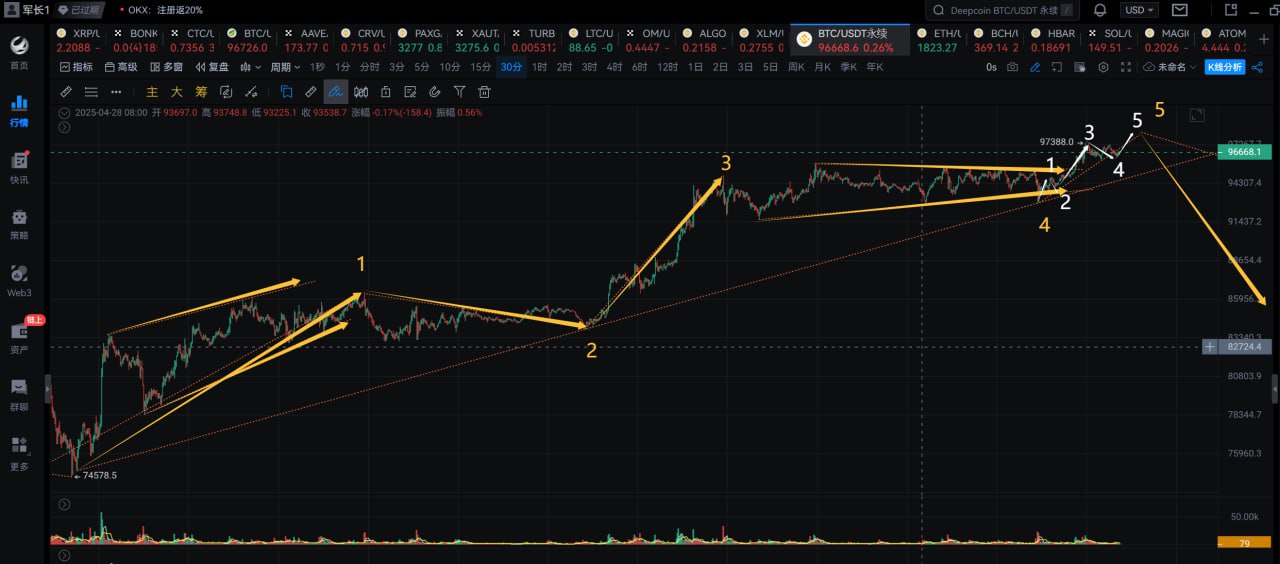 军长1 已过期 • OKX：注册返20% Deepcoin BTC/USDT 永续 / USD
XRP/ BONK CTC/U BTC/L AAVE, CRV/ PAXG XAUT TURB LTC/U OM/U ALGO. XLM/ BTC/USDT永续 ETH/ BCH/ HBAR SOL/ MAGI ATOM
2.2088 - 0.0(4)18: 0.7356 3 96726.0 173.77 0 0.715 0.9 3277 0.8 3275.6 0 0.005312 88.65 -0 0.4447 - 0.2158 - 0.2755 0 96668.6 0.26% 1823.27 369.14 2 0.18691 149.51 - 0.2026 - 4.444 0.2
指标 高级 多窗 复盘 周期 1秒 1分 3分 5分 10分 15分 30分 1时 2时 3时 4时 6时 12时 1日 2日 3日 5日 周K 月K 季K 年K 0s 未命名 K线分析
主 大 筹
2025-04-28 08:00 开 93697.0 高 93748.8 低 93225.1 收 93538.7 涨幅 -0.17%(-158.4) 振幅 0.56%
首页
行情
快讯
策略
Web3
链上
资产
群聊
更多
5
5
3
97388.0
96668.1
1
4
3
94307.4
2
4
91437.2
1
85956
2
82724.4
80803.9
78344.7
75960.3
74578.5
50.00k
79